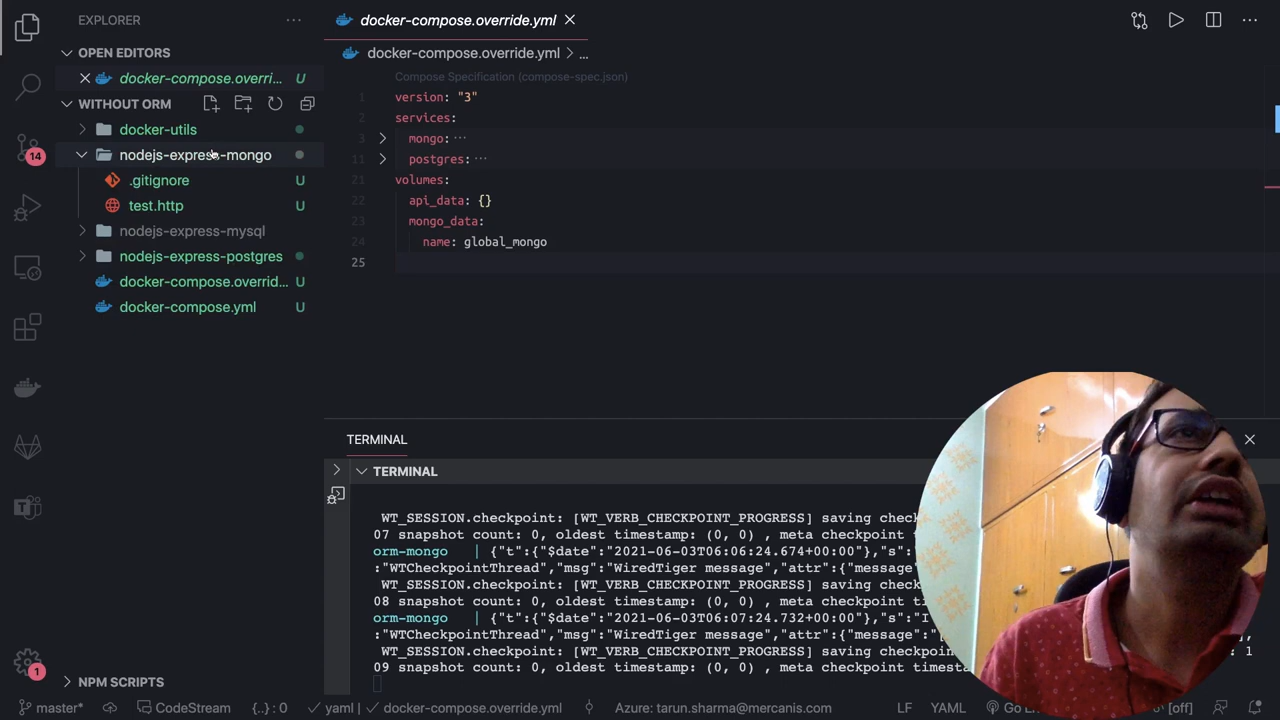 EXPLORER
OPEN EDITORS
docker-compose.overri... U
WITHOUT ORM
docker-utils
nodejs-express-mongo
.gitignore U
test.http U
nodejs-express-mysql
nodejs-express-postgres
docker-compose.overrid... U
docker-compose.yml U
NPM SCRIPTS
14
1
docker-compose.override.yml
docker-compose.override.yml > ...
Compose Specification (compose-spec.json)
1 version: "3"
2 services:
3 mongo: ...
11 postgres: ...
21 volumes:
22 api_data: {}
23 mongo_data:
24 name: global_mongo
25
TERMINAL
TERMINAL
WT_SESSION.checkpoint: [WT_VERB_CHECKPOINT_PROGRESS] saving chec
07 snapshot count: 0, oldest timestamp: (0, 0) , meta checkpoint t
orm-mongo | {"t":{"$date":"2021-06-03T06:06:24.674+00:00"},"s":
:"WTCheckpointThread","msg":"WiredTiger message","attr":{"message
WT_SESSION.checkpoint: [WT_VERB_CHECKPOINT_PROGRESS] saving chec
08 snapshot count: 0, oldest timestamp: (0, 0) , meta checkpoint t
orm-mongo | {"t":{"$date":"2021-06-03T06:07:24.732+00:00"},"s":"I
:"WTCheckpointThread","msg":"WiredTiger message","attr":{"message":"
WT_SESSION.checkpoint: [WT_VERB_CHECKPOINT_PROGRESS] saving checkpoin : 1
09 snapshot count: 0, oldest timestamp: (0, 0) , meta checkpoint timesta
master* CodeStream {..} : 0 yaml | docker-compose.override.yml Azure: tarun.sharma@mercanis.com LF YAML Go Li [off]